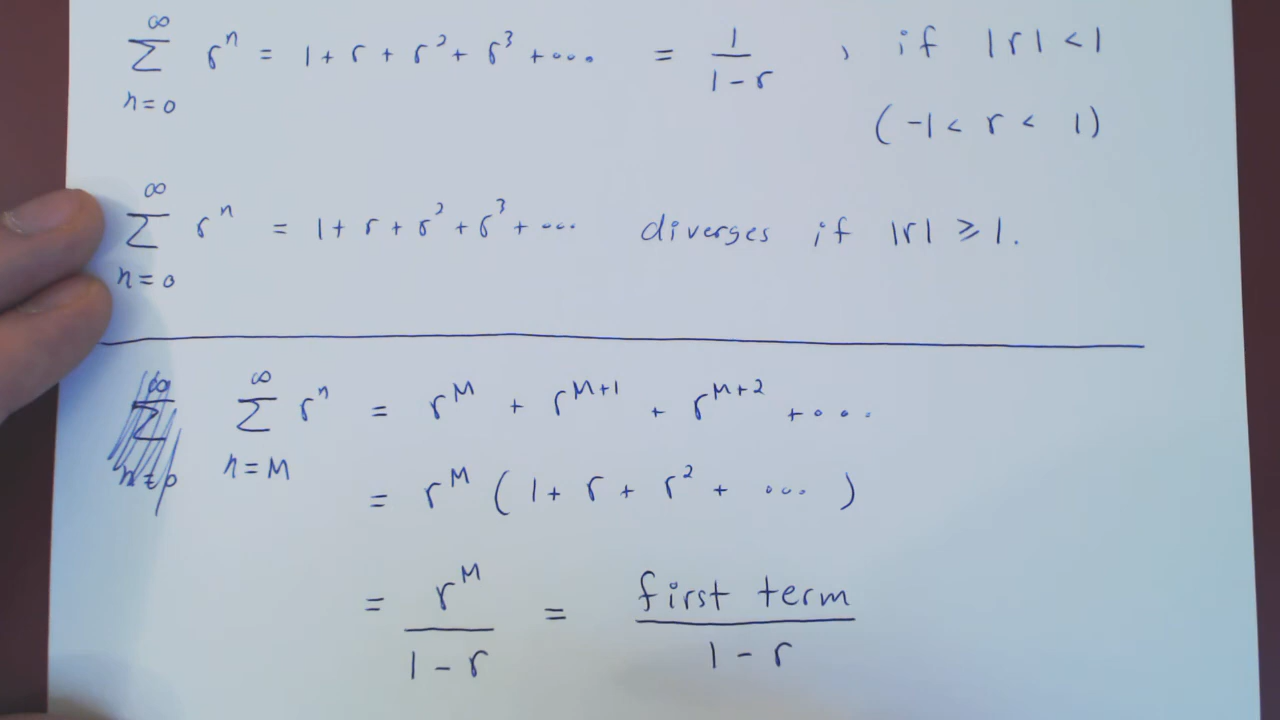 ∞
∑ rⁿ = 1 + r + r² + r³ + ... = 1/(1-r) , if |r| < 1
n=0
(-1 < r < 1)
∞
∑ rⁿ = 1 + r + r² + r³ + ... diverges if |r| ≥ 1.
n=0
∞
∑ rⁿ = r^M + r^(M+1) + r^(M+2) + ....
n=M
= r^M (1 + r + r² + ...)
= r^M/(1-r) = first term/(1-r)